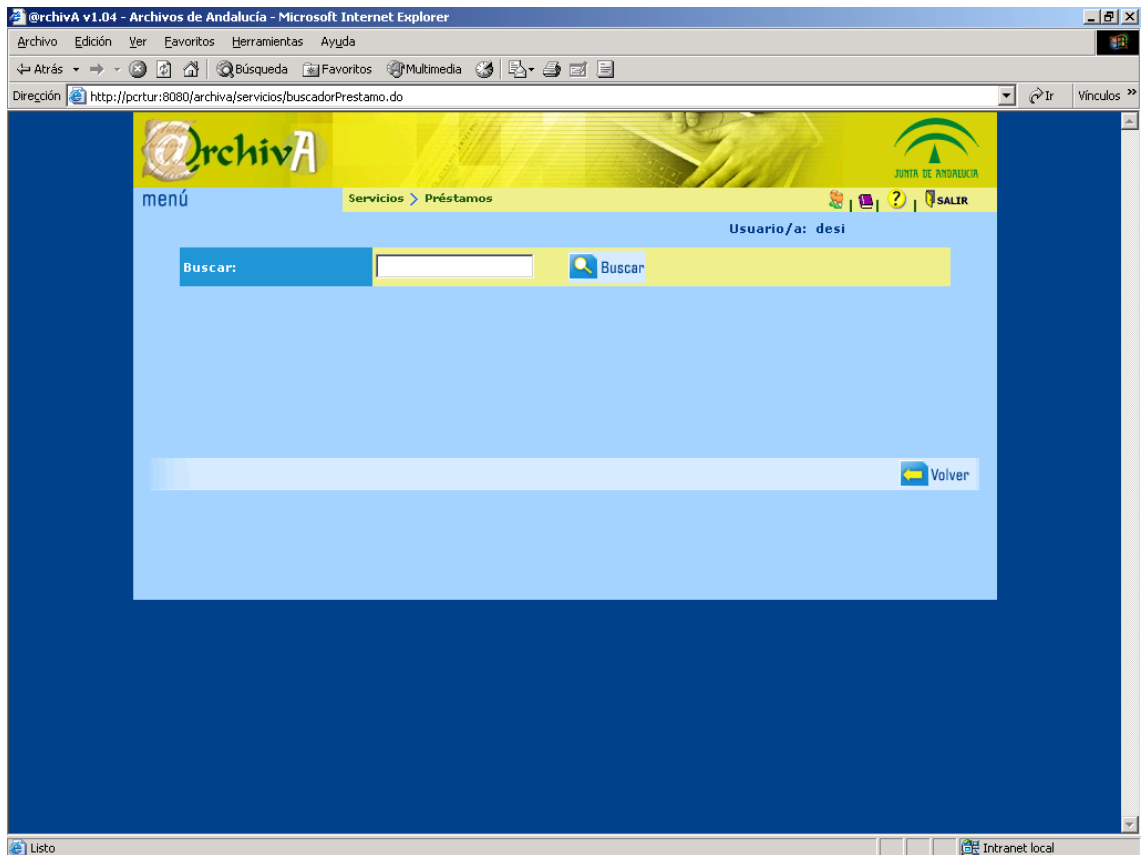 @rchivA v1.04 - Archivos de Andalucía - Microsoft Internet Explorer
Archivo Edición Ver Favoritos Herramientas Ayuda
Atrás Búsqueda Favoritos Multimedia
Dirección http://pcrtur:8080/archiva/servicios/buscadorPrestamo.do Ir Vínculos »
@rchivA
JUNTA DE ANDALUCIA
menú Servicios > Préstamos ? SALIR
Usuario/a: desi
Buscar: Buscar
Volver
Listo Intranet local